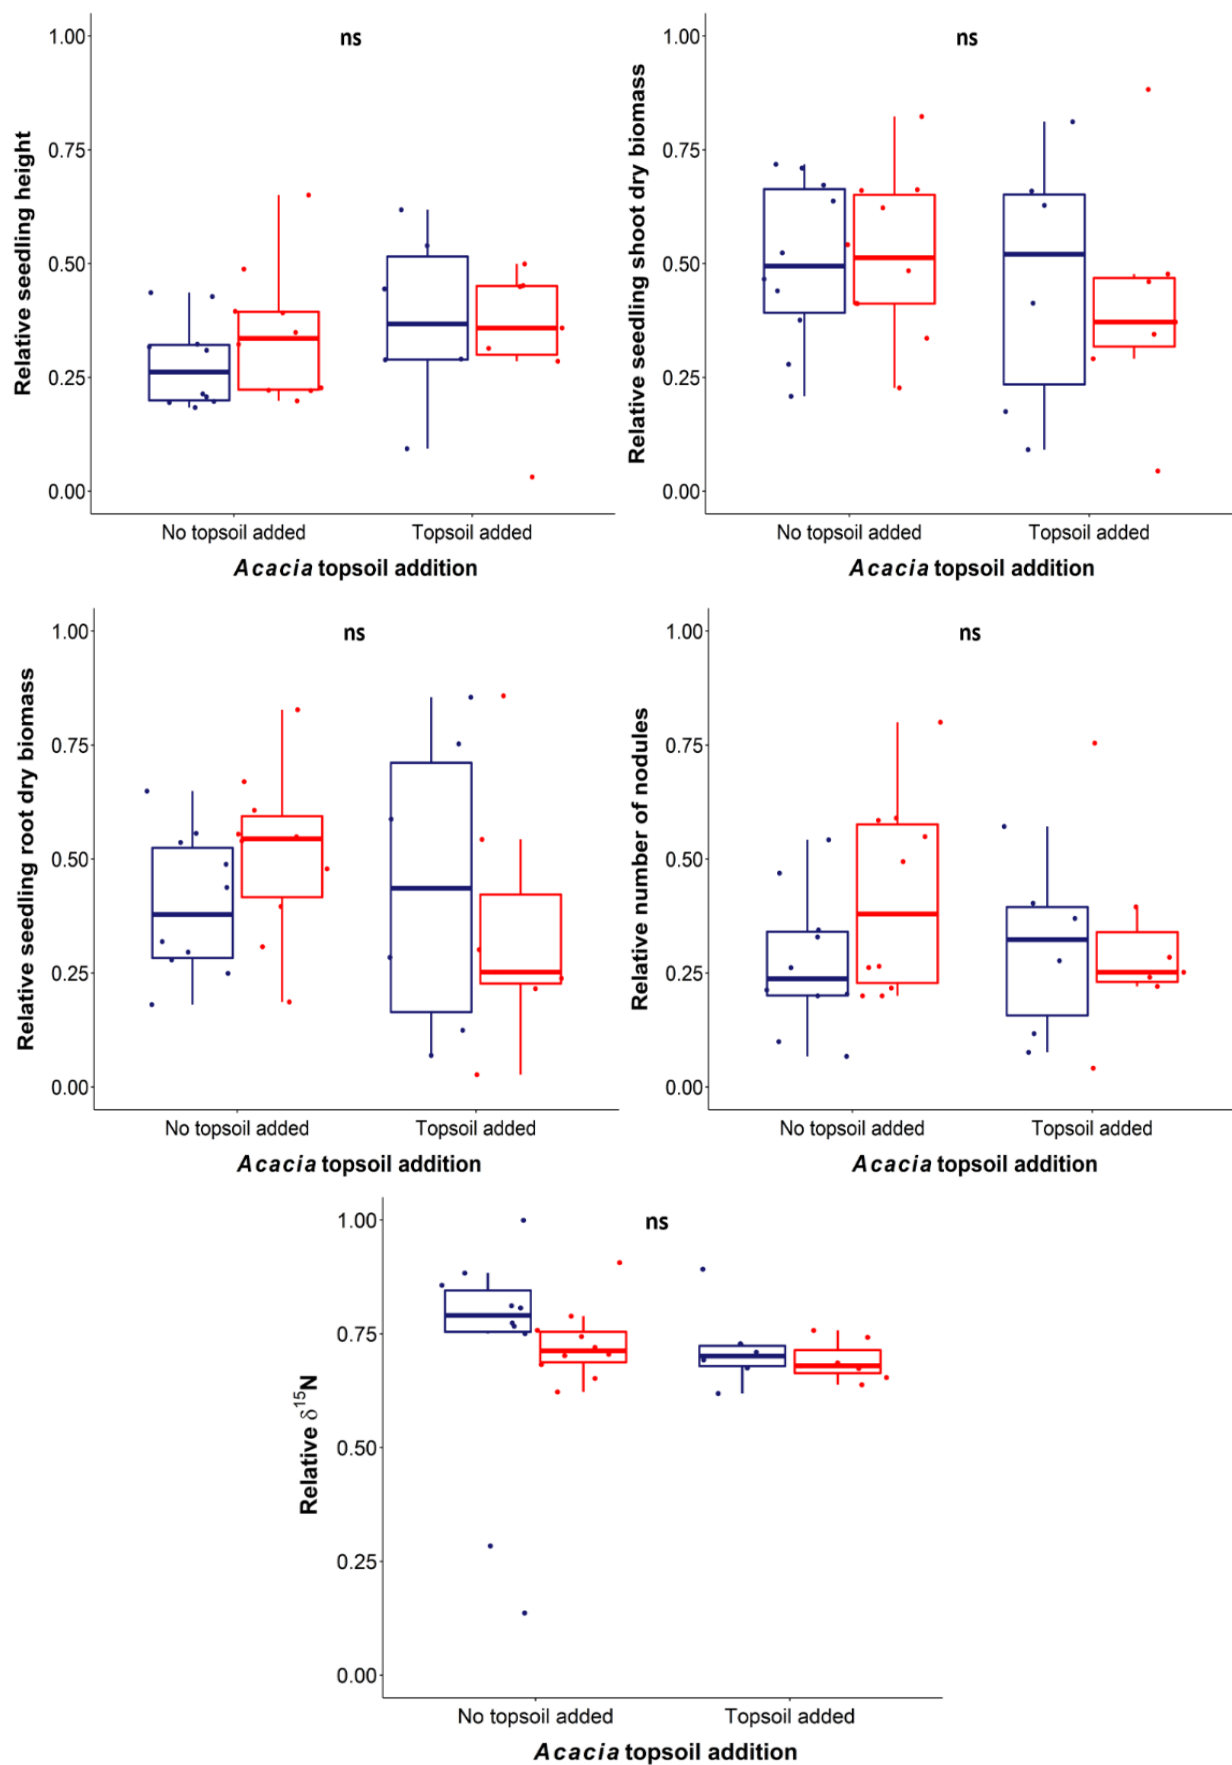 ns
Relative seedling height
1.00
0.75
0.50
0.25
0.00
No topsoil added
Topsoil added
Acacia topsoil addition
ns
Relative seedling shoot dry biomass
1.00
0.75
0.50
0.25
0.00
No topsoil added
Topsoil added
Acacia topsoil addition
ns
Relative seedling root dry biomass
1.00
0.75
0.50
0.25
0.00
No topsoil added
Topsoil added
Acacia topsoil addition
ns
Relative number of nodules
1.00
0.75
0.50
0.25
0.00
No topsoil added
Topsoil added
Acacia topsoil addition
ns
Relative δ¹⁵N
1.00
0.75
0.50
0.25
0.00
No topsoil added
Topsoil added
Acacia topsoil addition